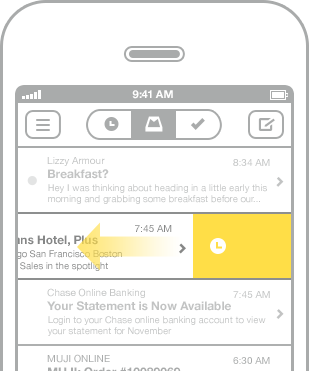 9:41 AM
Lizzy Armour
8:34 AM
Breakfast?
Hey I was thinking about heading in a little early this
morning and grabbing some breakfast before our...
7:45 AM
Hotel, Plus
San Francisco Boston
Sales in the spotlight
Chase Online Banking
7:45 AM
Your Statement is Now Available
Login to your Chase online banking account to view
your statement for November
MUJI ONLINE
6:30 AM
MUJI Order